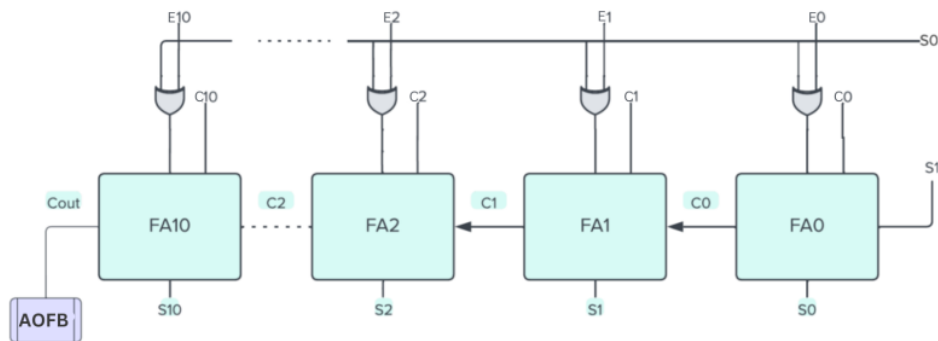 E10 E2 E1 E0
S0
C10 C2 C1 C0
S1
Cout C2 C1 C0
FA10 FA2 FA1 FA0
S10 S2 S1 S0
AOFB